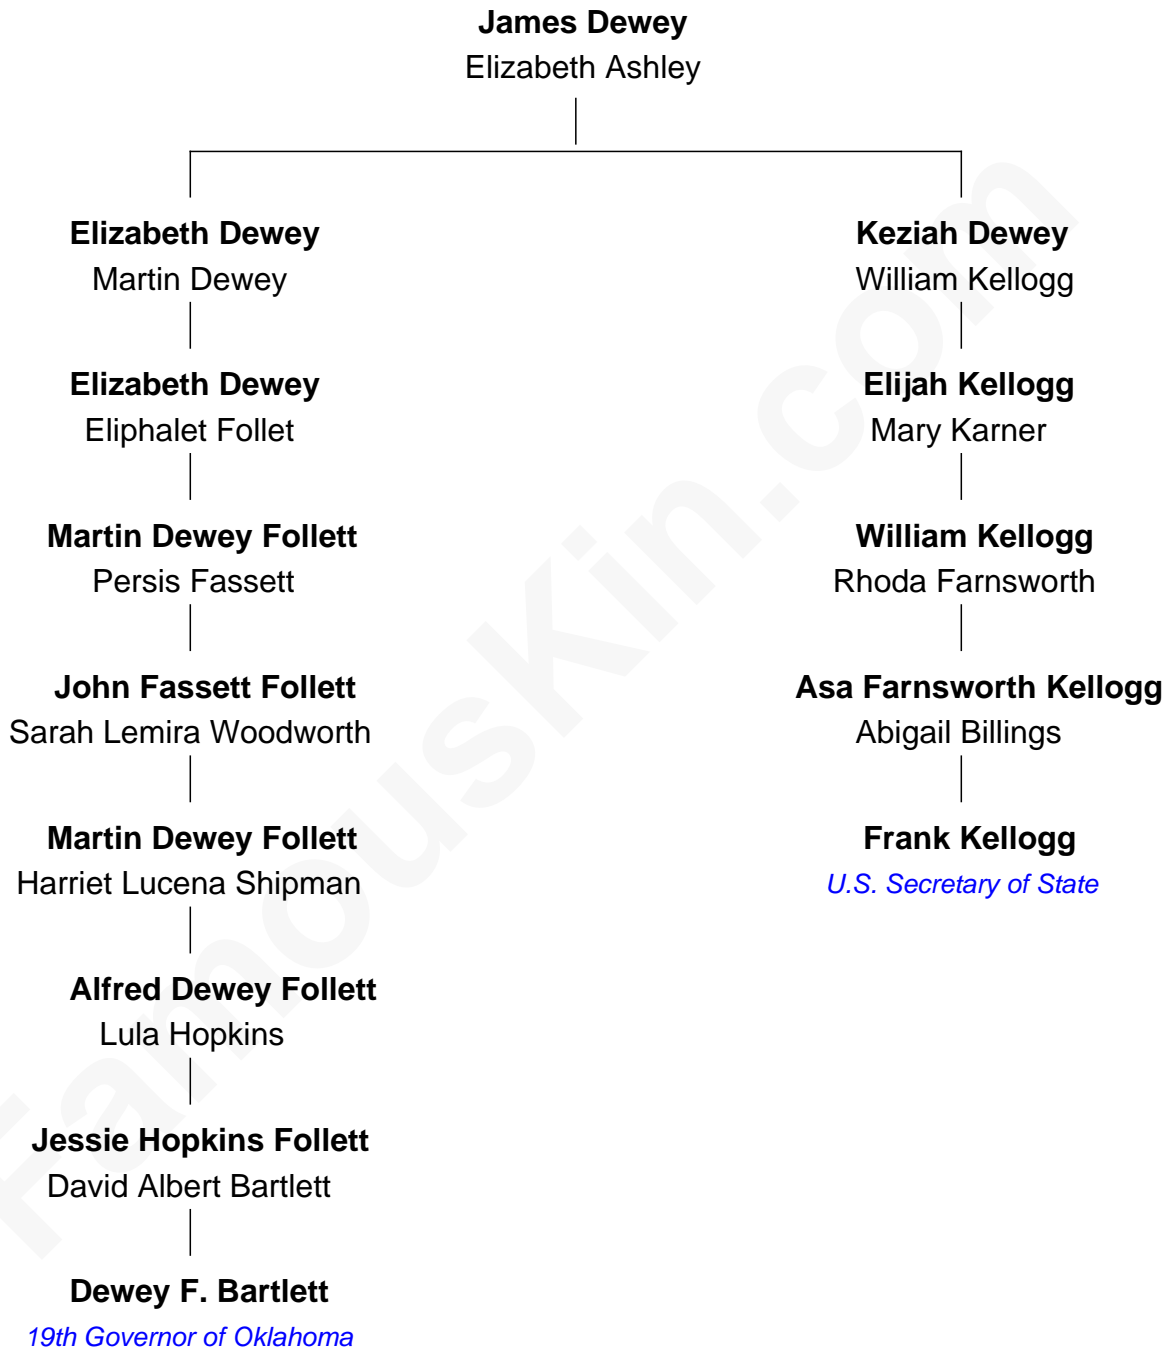 James Dewey
Elizabeth Ashley
Elizabeth Dewey
Martin Dewey
Keziah Dewey
William Kellogg
Elizabeth Dewey
Eliphalet Follet
Elijah Kellogg
Mary Karner
Martin Dewey Follett
Persis Fassett
William Kellogg
Rhoda Farnsworth
John Fassett Follett
Sarah Lemira Woodworth
Asa Farnsworth Kellogg
Abigail Billings
Martin Dewey Follett
Harriet Lucena Shipman
Frank Kellogg
U.S. Secretary of State
Alfred Dewey Follett
Lula Hopkins
Jessie Hopkins Follett
David Albert Bartlett
Dewey F. Bartlett
19th Governor of Oklahoma
FamousKin.com